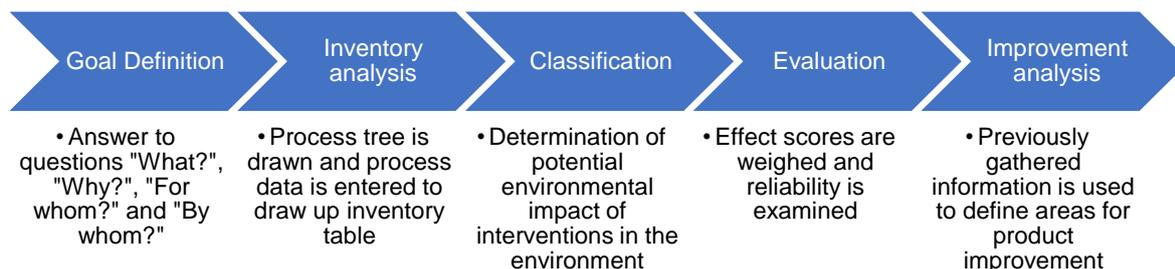 Goal Definition
Inventory
analysis
Classification
Evaluation
Improvement
analysis
• Answer to
questions "What?",
"Why?", "For
whom?" and "By
whom?"
• Process tree is
drawn and process
data is entered to
draw up inventory
table
• Determination of
potential
environmental
impact of
interventions in the
environment
• Effect scores are
weighed and
reliability is
examined
• Previously
gathered
information is used
to define areas for
product
improvement